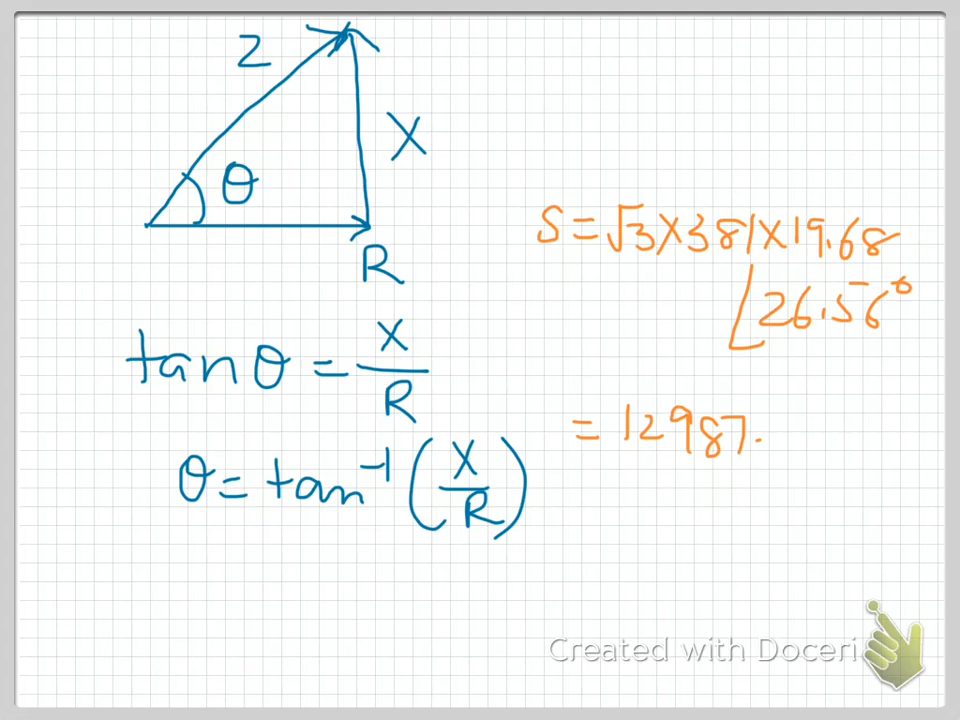 Z
X
θ
R
tanθ = X/R
θ = tan⁻¹ (X/R)
S = √3 X 381 X 19.68
∠26.56°
= 12987.
Created with Doceri